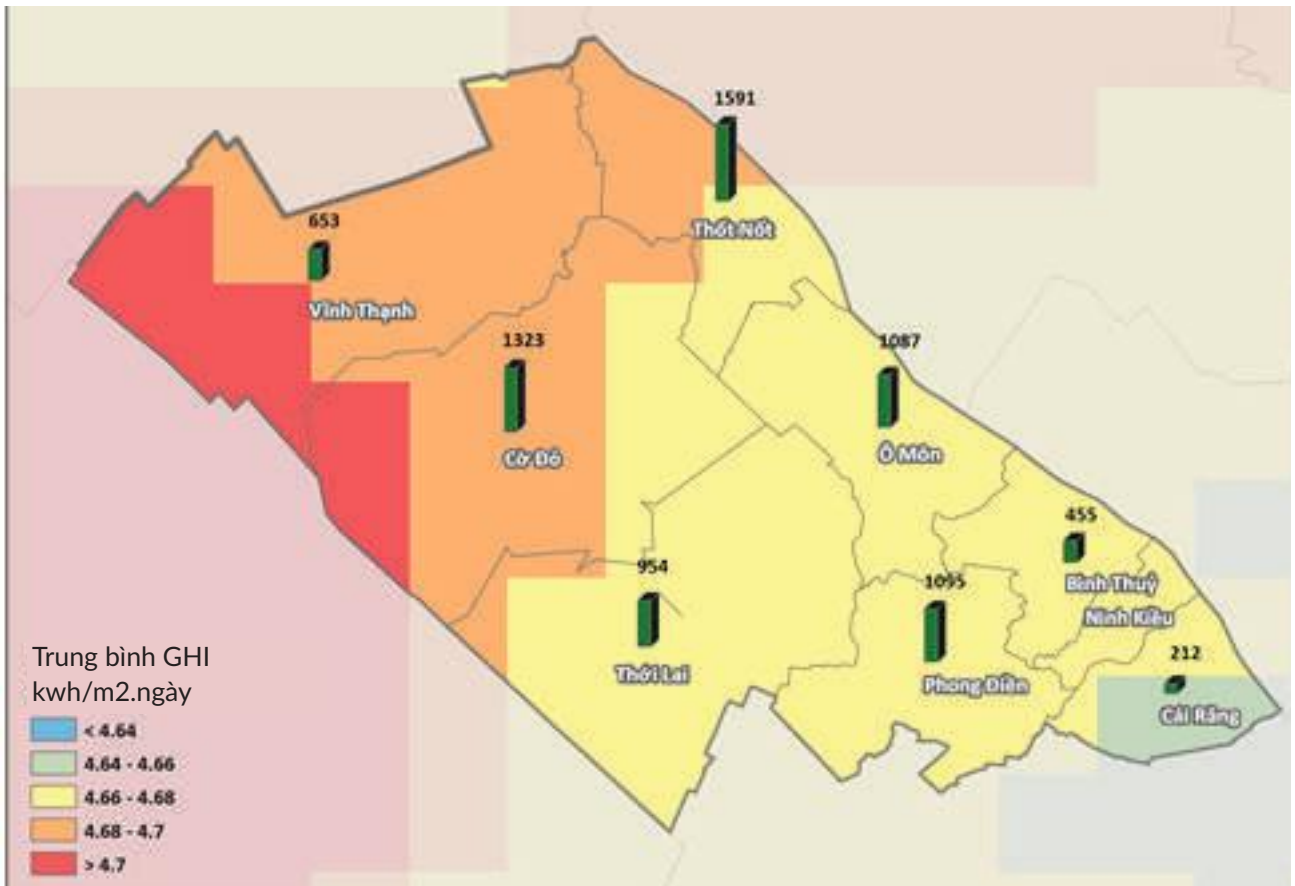 1591
Thốt Nốt
653
Vĩnh Thạnh
1323
Cờ Đỏ
1087
Ô Môn
455
Bình Thuỷ
Ninh Kiều
954
Thới Lai
1095
Phong Điền
212
Cái Răng
Trung bình GHI
kwh/m2.ngày
< 4.64
4.64 - 4.66
4.66 - 4.68
4.68 - 4.7
> 4.7